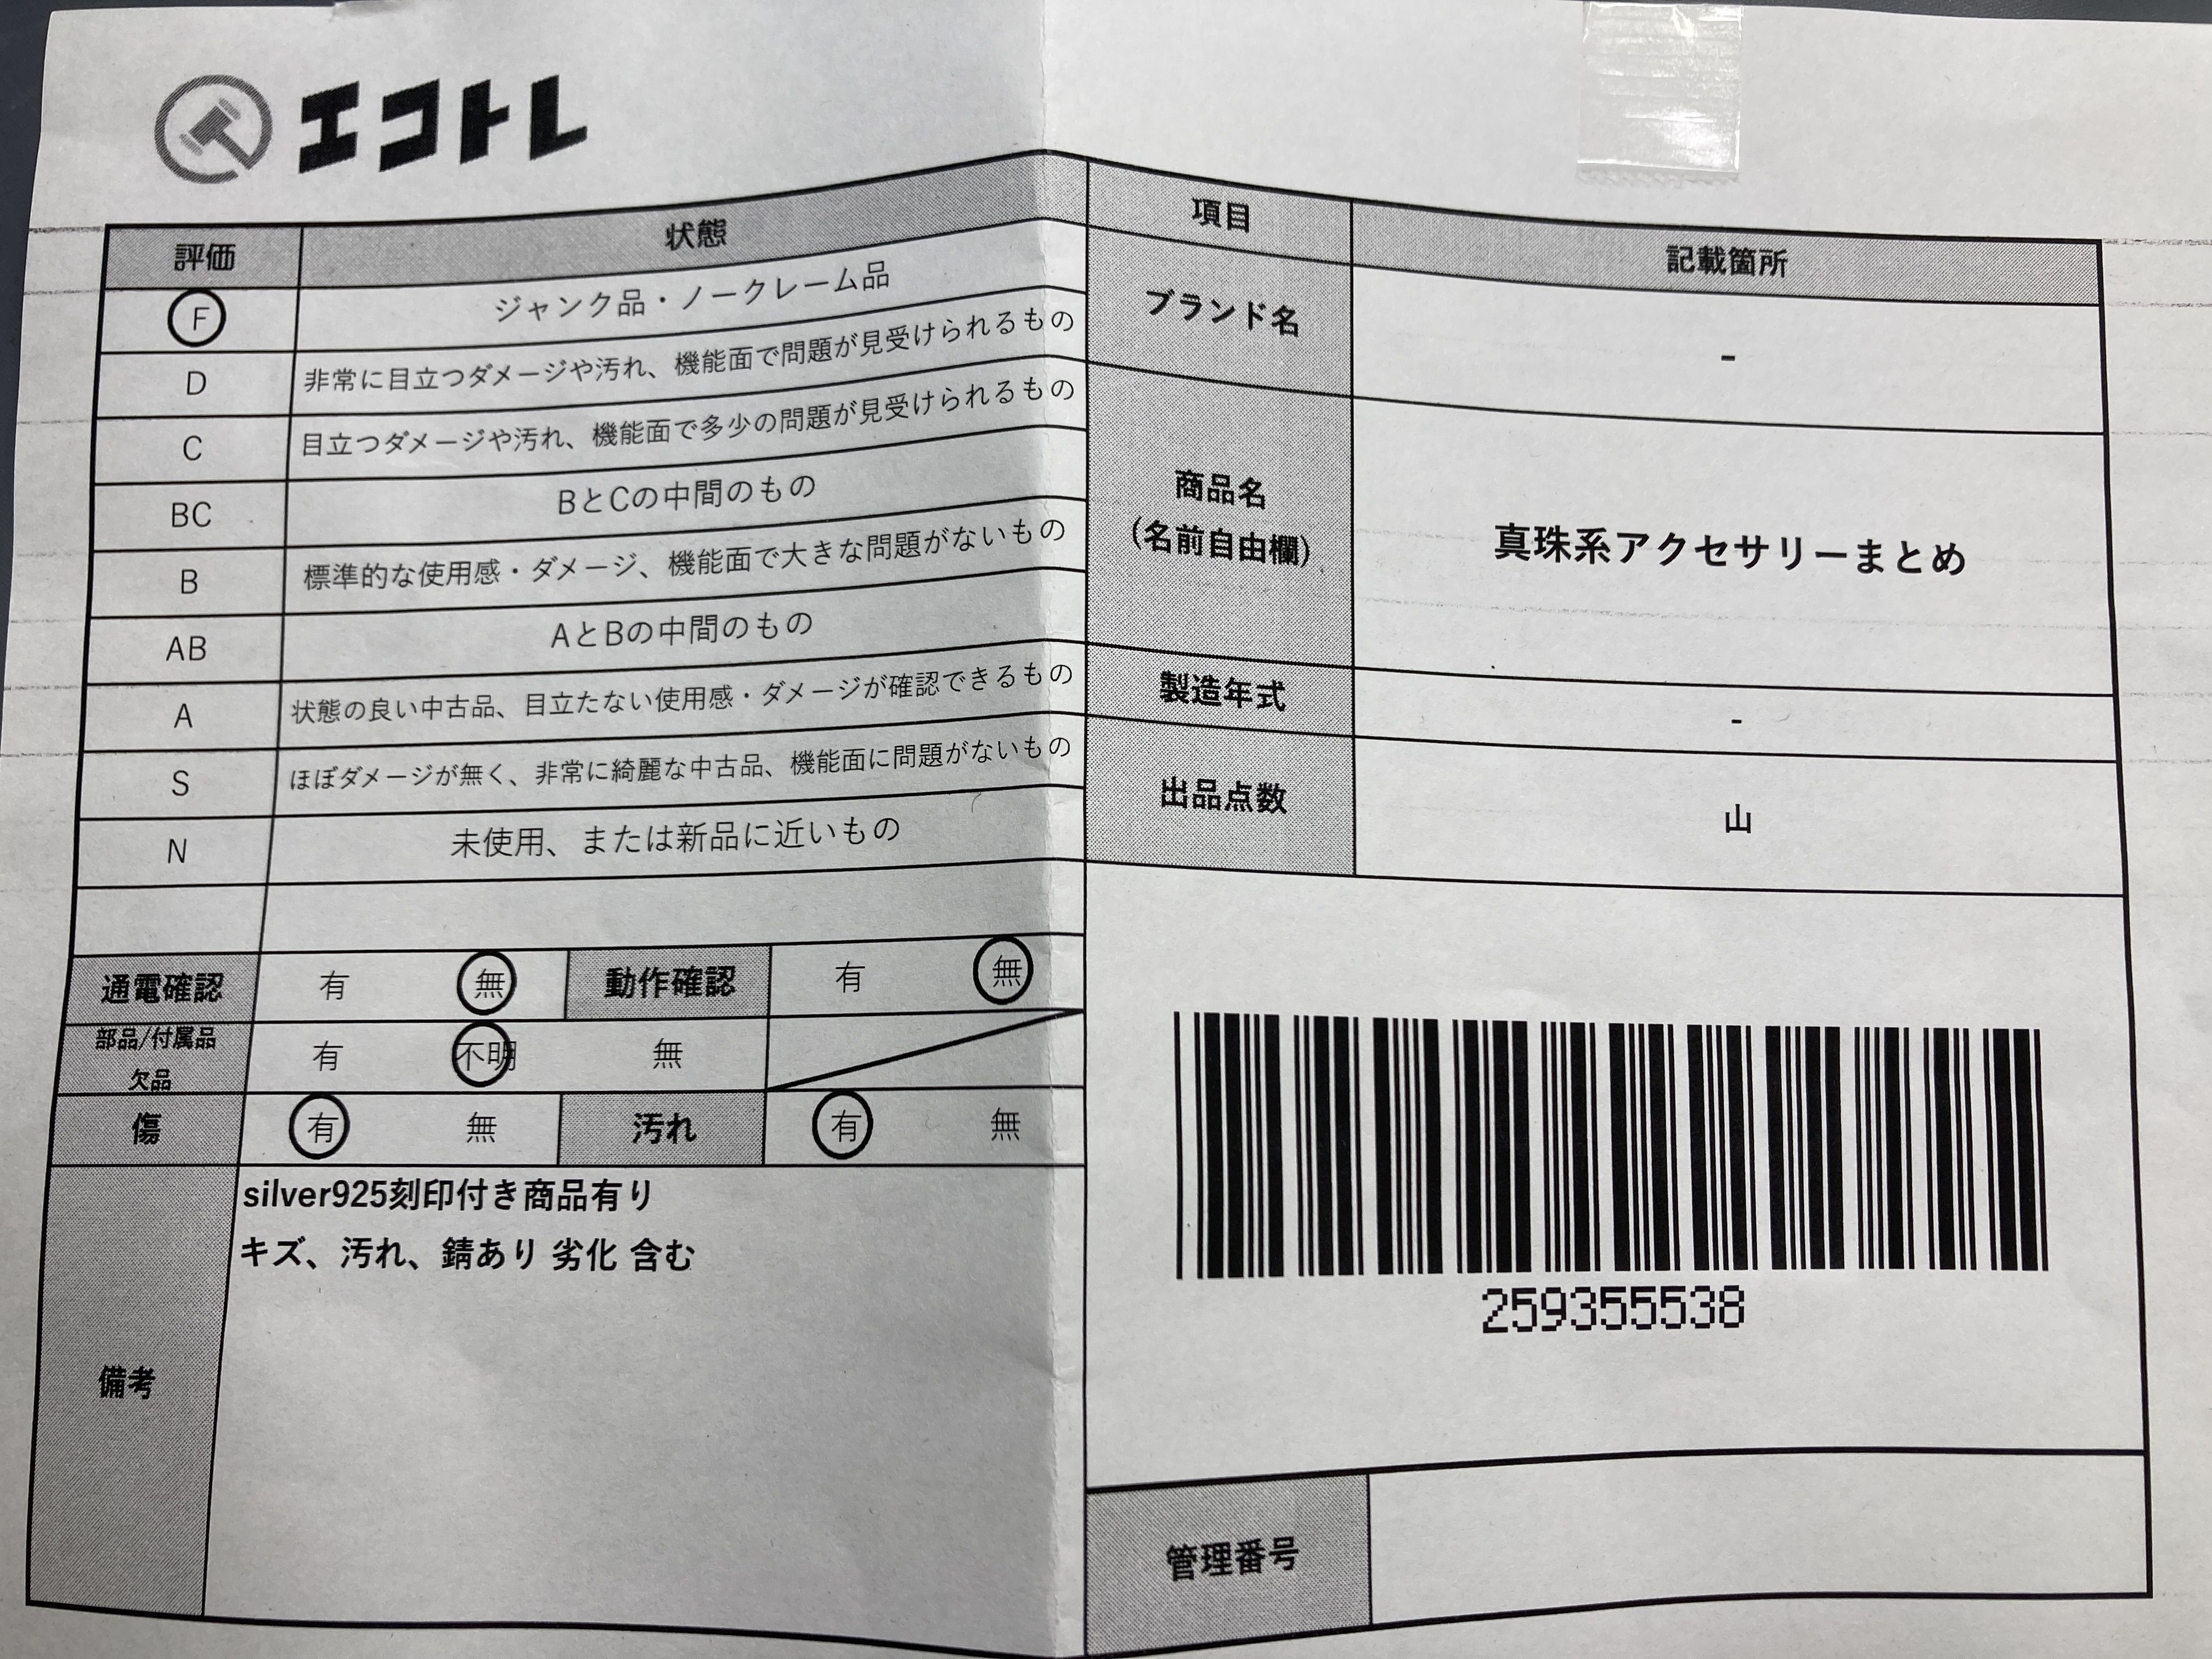 エコトレ
評価 状態
F ジャンク品・ノークレーム品
D 非常に目立つダメージや汚れ、機能面で問題が見受けられるもの
C 目立つダメージや汚れ、機能面で多少の問題が見受けられるもの
BC BとCの中間のもの
B 標準的な使用感・ダメージ、機能面で大きな問題がないもの
AB AとBの中間のもの
A 状態の良い中古品、目立たない使用感・ダメージが確認できるもの
S ほぼダメージが無く、非常に綺麗な中古品、機能面に問題がないもの
N 未使用、または新品に近いもの
通電確認 有 無 動作確認 有 無
部品/付属品
欠品 有 不明 無
傷 有 無 汚れ 有 無
備考
silver925刻印付き商品有り
キズ、汚れ、錆あり 劣化 含む
項目 記載箇所
ブランド名 -
商品名
(名前自由欄) 真珠系アクセサリーまとめ
製造年式 -
出品点数 山
259355538
管理番号